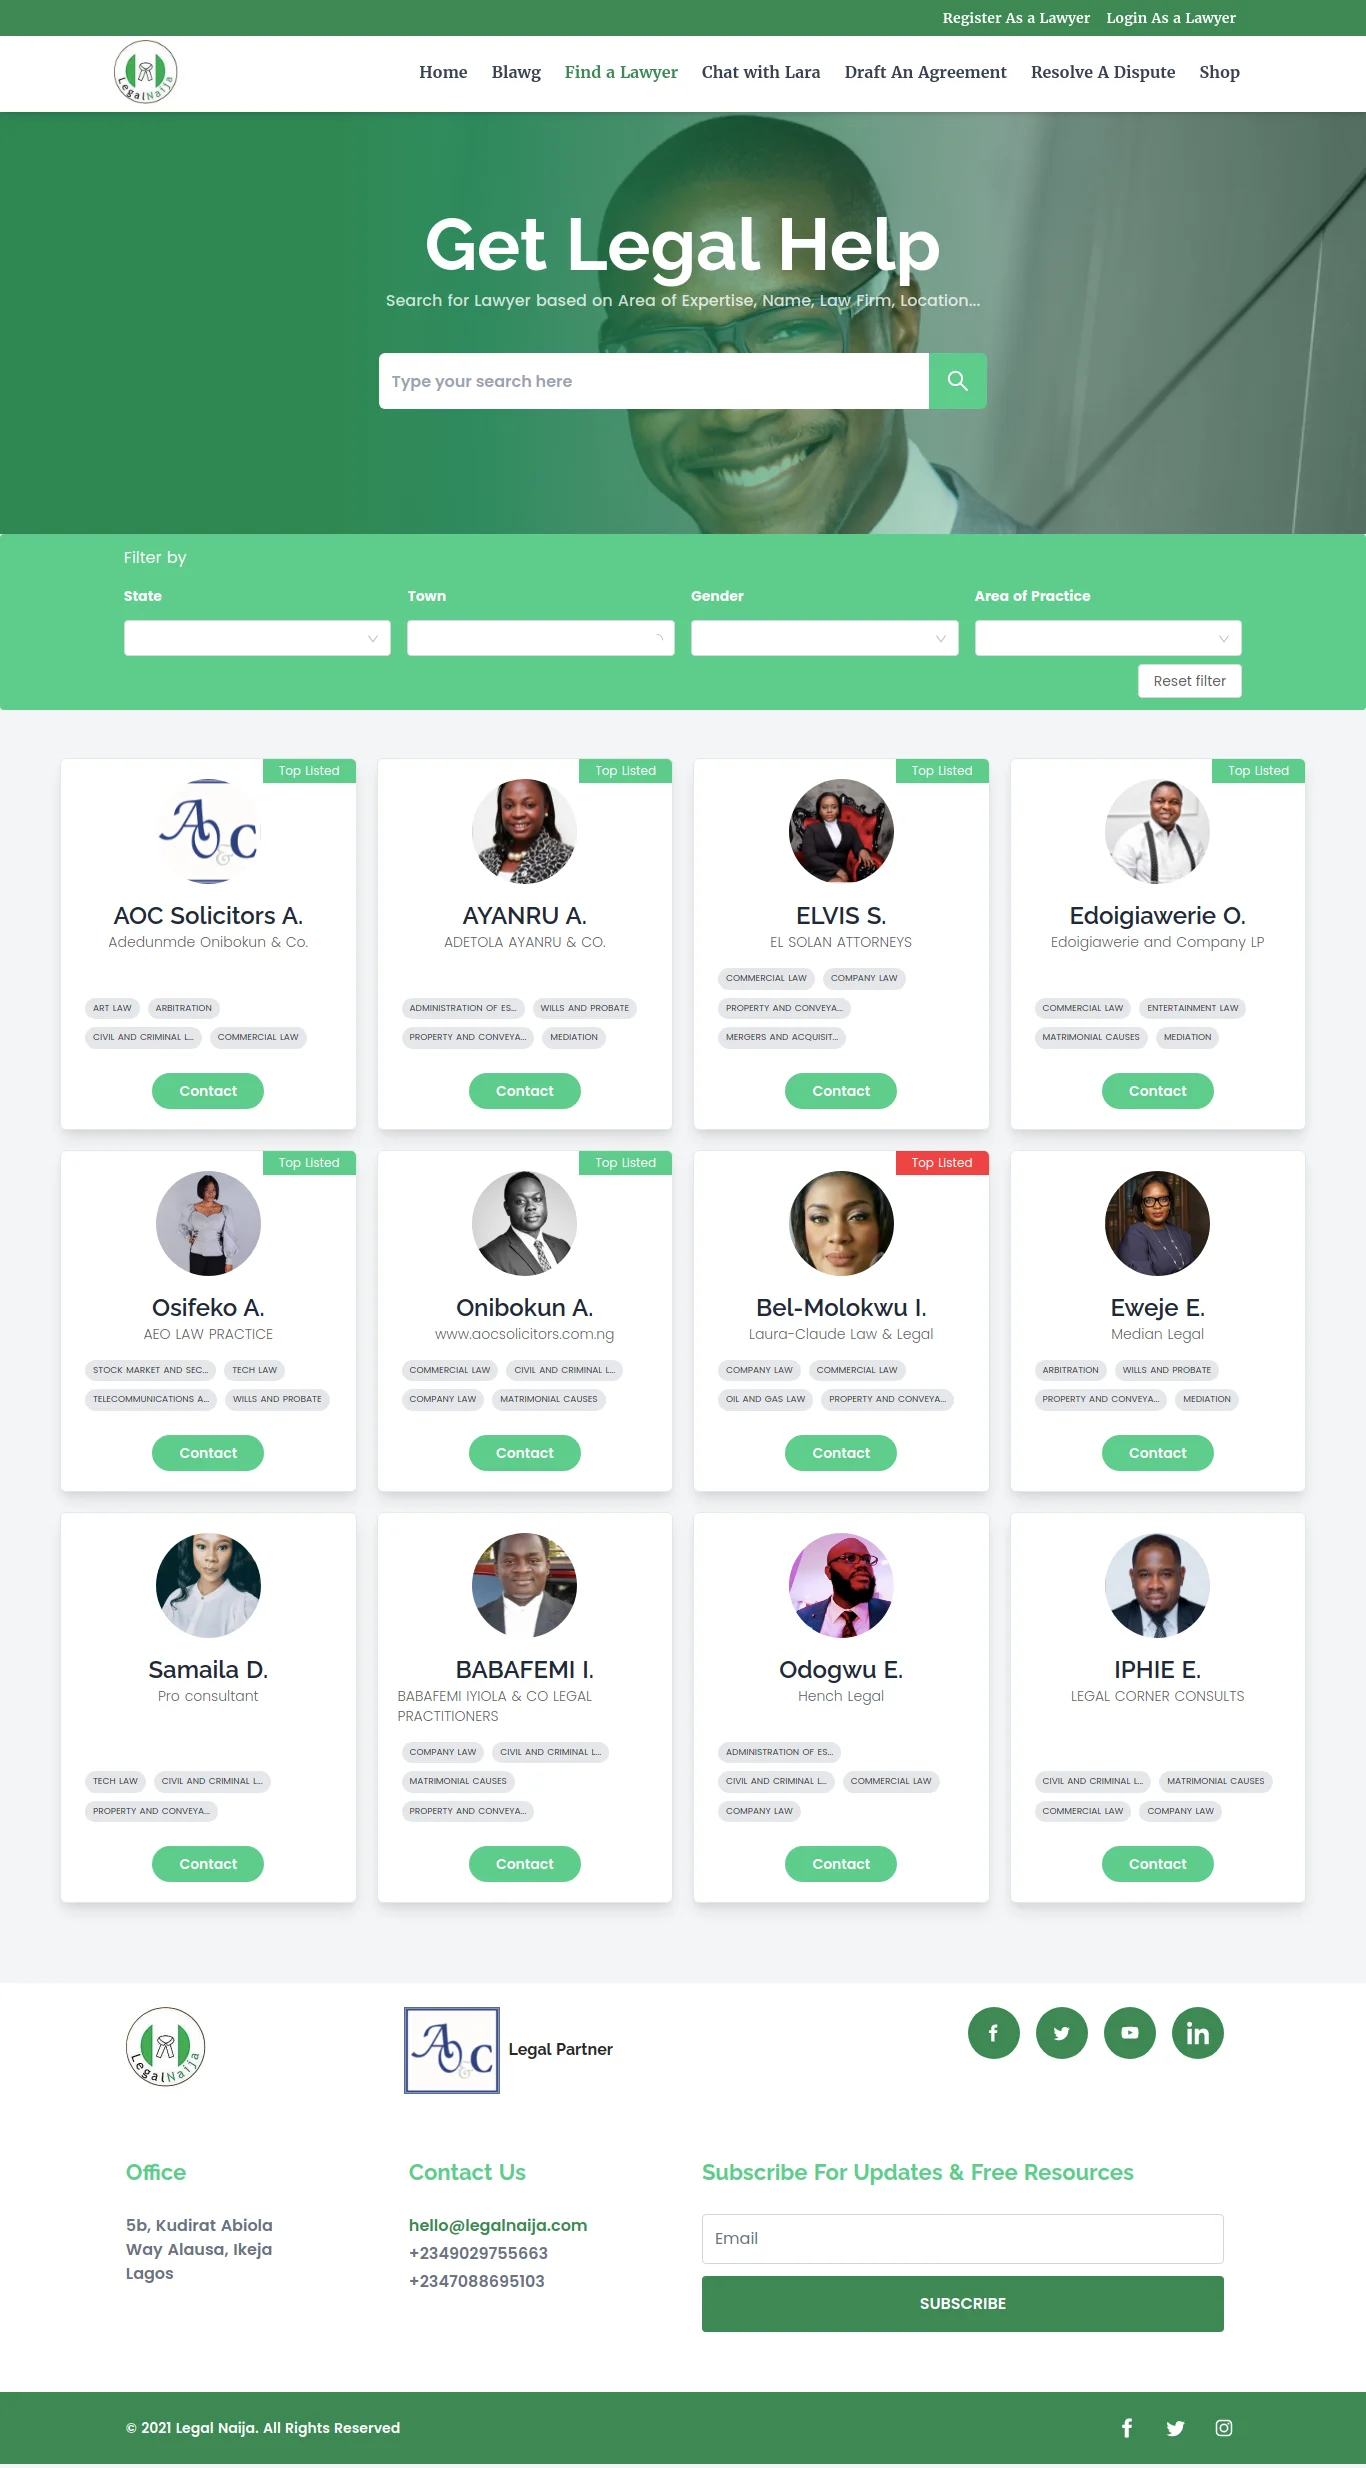 Register As a Lawyer Login As a Lawyer
LegalNaija
Home Blawg Find a Lawyer Chat with Lara Draft An Agreement Resolve A Dispute Shop
Get Legal Help
Search for Lawyer based on Area of Expertise, Name, Law Firm, Location...
Type your search here
Filter by
State Town Gender Area of Practice
Reset filter
Top Listed Top Listed Top Listed Top Listed
AO&C
AOC Solicitors A. AYANRU A. ELVIS S. Edoigiawerie O.
Adedunmde Onibokun & Co. ADETOLA AYANRU & CO. EL SOLAN ATTORNEYS Edoigiawerie and Company LP
COMMERCIAL LAW COMPANY LAW
ART LAW ARBITRATION ADMINISTRATION OF ES... WILLS AND PROBATE PROPERTY AND CONVEYA... COMMERCIAL LAW ENTERTAINMENT LAW
CIVIL AND CRIMINAL L... COMMERCIAL LAW PROPERTY AND CONVEYA... MEDIATION MERGERS AND ACQUISIT... MATRIMONIAL CAUSES MEDIATION
Contact Contact Contact Contact
Top Listed Top Listed Top Listed
Osifeko A. Onibokun A. Bel-Molokwu I. Eweje E.
AEO LAW PRACTICE www.aocsolicitors.com.ng Laura-Claude Law & Legal Median Legal
STOCK MARKET AND SEC... TECH LAW COMMERCIAL LAW CIVIL AND CRIMINAL L... COMPANY LAW COMMERCIAL LAW ARBITRATION WILLS AND PROBATE
TELECOMMUNICATIONS A... WILLS AND PROBATE COMPANY LAW MATRIMONIAL CAUSES OIL AND GAS LAW PROPERTY AND CONVEYA... PROPERTY AND CONVEYA... MEDIATION
Contact Contact Contact Contact
Samaila D. BABAFEMI I. Odogwu E. IPHIE E.
Pro consultant BABAFEMI IYIOLA & CO LEGAL Hench Legal LEGAL CORNER CONSULTS
PRACTITIONERS
COMPANY LAW CIVIL AND CRIMINAL L... ADMINISTRATION OF ES...
TECH LAW CIVIL AND CRIMINAL L... MATRIMONIAL CAUSES CIVIL AND CRIMINAL L... COMMERCIAL LAW CIVIL AND CRIMINAL L... MATRIMONIAL CAUSES
PROPERTY AND CONVEYA... PROPERTY AND CONVEYA... COMPANY LAW COMMERCIAL LAW COMPANY LAW
Contact Contact Contact Contact
LegalNaija
AO&C
Legal Partner
Office Contact Us Subscribe For Updates & Free Resources
5b, Kudirat Abiola hello@legalnaija.com
Way Alausa, Ikeja +2349029755663
Lagos +2347088695103
Email
SUBSCRIBE
© 2021 Legal Naija. All Rights Reserved